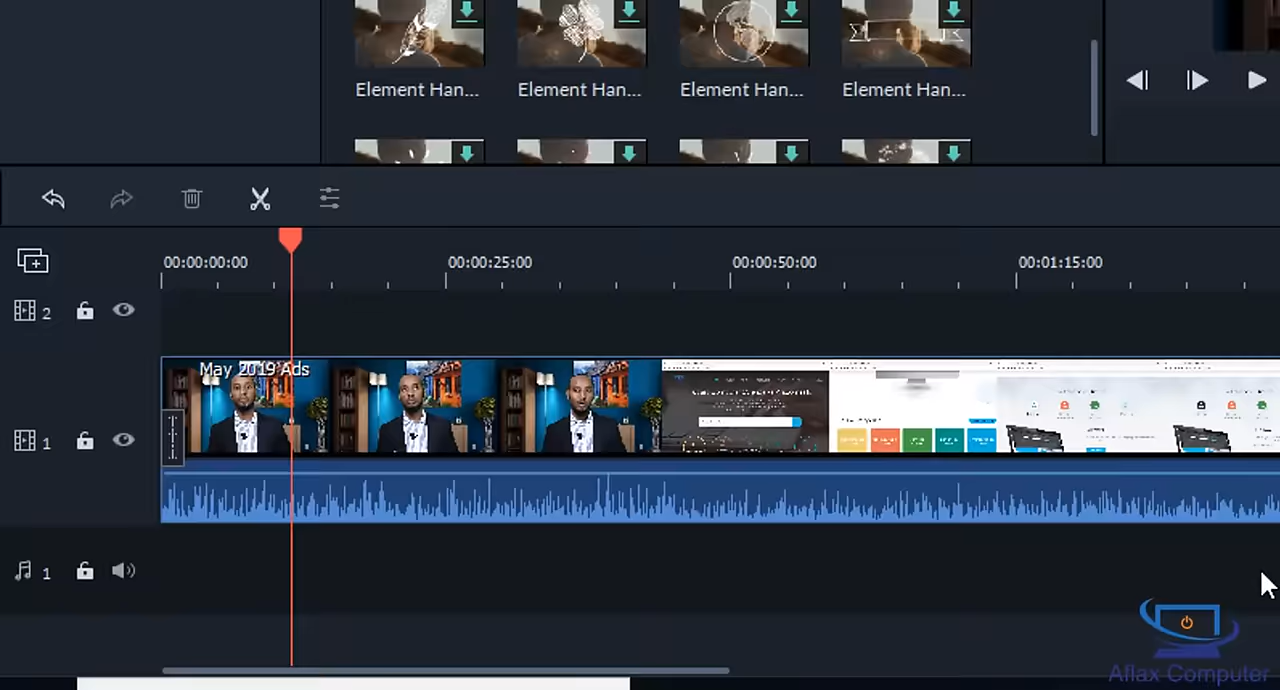 Element Han...
Element Han...
Element Han...
Element Han...
00:00:00:00
00:00:25:00
00:00:50:00
00:01:15:00
2
May 2019 Ads
1
1
Aflax Computer